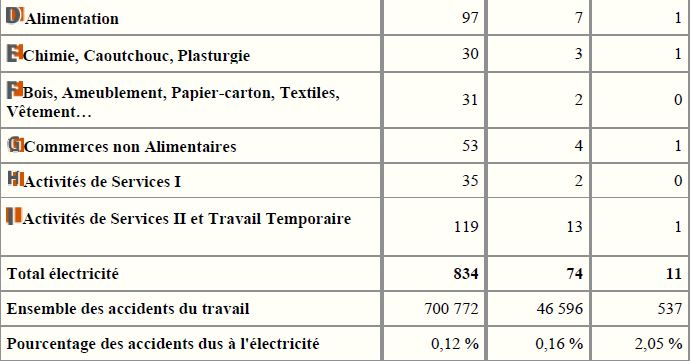 D Alimentation 97 7 1
E Chimie, Caoutchouc, Plasturgie 30 3 1
F Bois, Ameublement, Papier-carton, Textiles,
Vêtement… 31 2 0
G Commerces non Alimentaires 53 4 1
H Activités de Services I 35 2 0
I Activités de Services II et Travail Temporaire 119 13 1
Total électricité 834 74 11
Ensemble des accidents du travail 700 772 46 596 537
Pourcentage des accidents dus à l'électricité 0,12 % 0,16 % 2,05 %